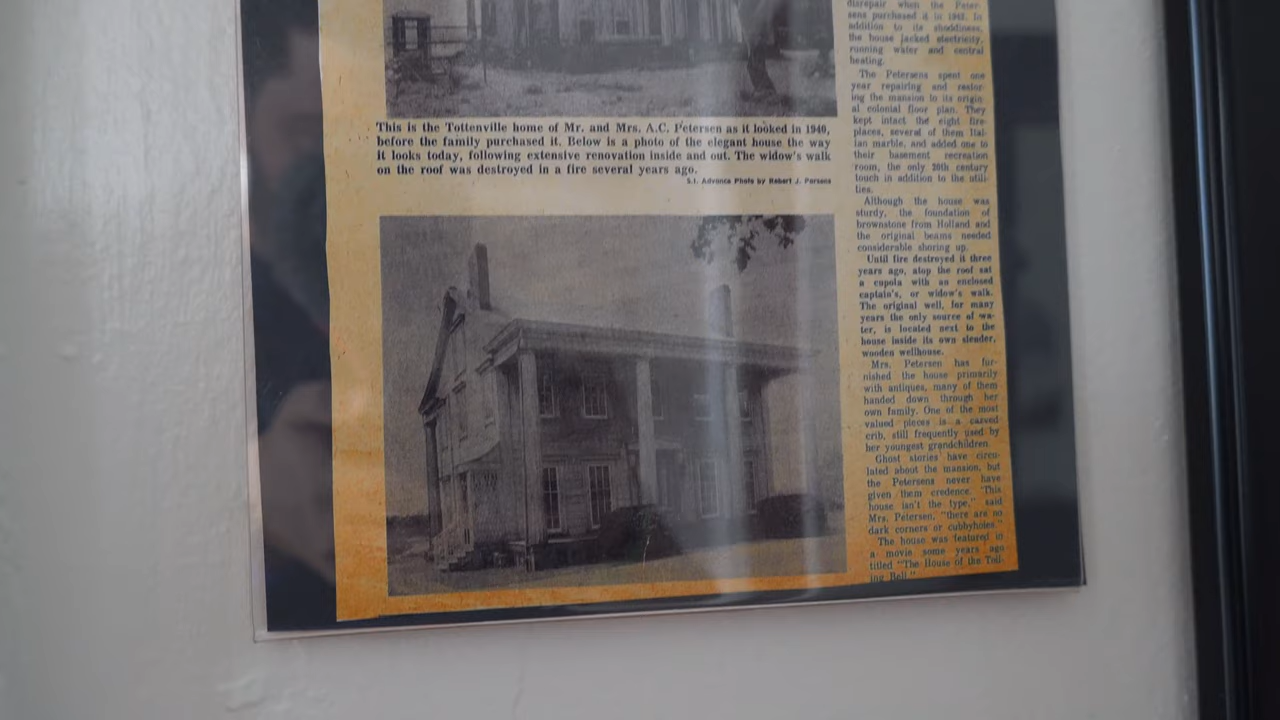 This is the Tottenville home of Mr. and Mrs. A.C. Petersen as it looked in 1940,
before the family purchased it. Below is a photo of the elegant house the way
it looks today, following extensive renovation inside and out. The widow's walk
on the roof was destroyed in a fire several years ago.
S.I. Advance Photo by Robert J. Parsons
disrepair when the Peter-
sens purchased it in 1942. In
addition to its shoddiness,
the house lacked electricity,
running water and central
heating.
The Petersens spent one
year repairing and restor-
ing the mansion to its origin-
al colonial floor plan. They
kept intact the eight fire-
places, several of them Ital-
ian marble, and added one to
their basement recreation
room, the only 20th century
touch in addition to the utili-
ties.
Although the house was
sturdy, the foundation of
brownstone from Holland and
the original beams needed
considerable shoring up.
Until fire destroyed it three
years ago, atop the roof sat
a cupola with an enclosed
captain's, or widow's walk.
The original well, for many
years the only source of wa-
ter, is located next to the
house inside its own slender,
wooden wellhouse.
Mrs. Petersen has fur-
nished the house primarily
with antiques, many of them
handed down through her
own family. One of the most
valued pieces is a carved
crib, still frequently used by
her youngest grandchildren.
Ghost stories have circu-
lated about the mansion, but
the Petersens never have
given them credence. "This
house isn't the type," said
Mrs. Petersen, "there are no
dark corners or cubbyholes."
The house was featured in
a movie some years ago
titled "The House of the Toll-
ing Bell."